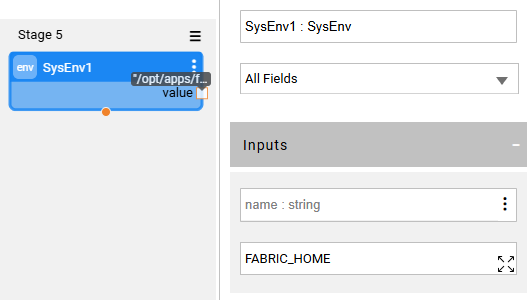 Stage 5
env SysEnv1
"/opt/apps/f...
value
SysEnv1 : SysEnv
All Fields
Inputs
name : string
FABRIC_HOME